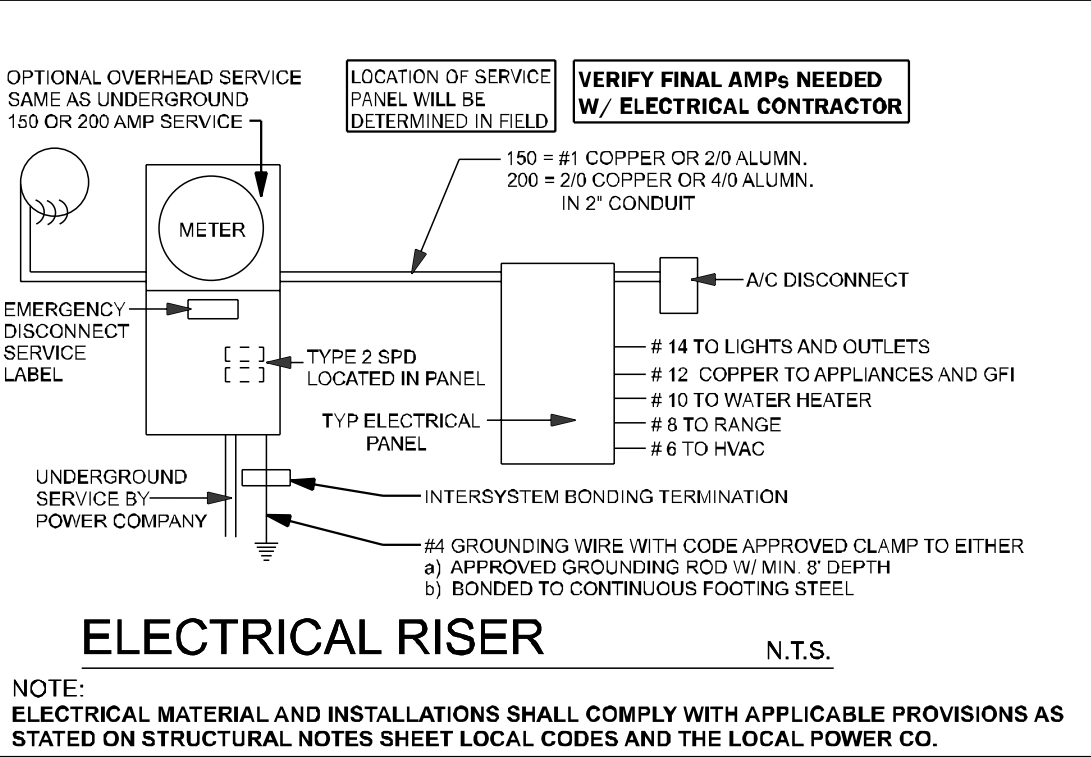 OPTIONAL OVERHEAD SERVICE
SAME AS UNDERGROUND
150 OR 200 AMP SERVICE
LOCATION OF SERVICE
PANEL WILL BE
DETERMINED IN FIELD
VERIFY FINAL AMPs NEEDED
W/ ELECTRICAL CONTRACTOR
150 = #1 COPPER OR 2/0 ALUMN.
200 = 2/0 COPPER OR 4/0 ALUMN.
IN 2" CONDUIT
METER
A/C DISCONNECT
EMERGENCY
DISCONNECT
SERVICE
LABEL
TYPE 2 SPD
LOCATED IN PANEL
TYP ELECTRICAL
PANEL
# 14 TO LIGHTS AND OUTLETS
# 12 COPPER TO APPLIANCES AND GFI
# 10 TO WATER HEATER
# 8 TO RANGE
# 6 TO HVAC
UNDERGROUND
SERVICE BY
POWER COMPANY
INTERSYSTEM BONDING TERMINATION
#4 GROUNDING WIRE WITH CODE APPROVED CLAMP TO EITHER
a) APPROVED GROUNDING ROD W/ MIN. 8' DEPTH
b) BONDED TO CONTINUOUS FOOTING STEEL
ELECTRICAL RISER
N.T.S.
NOTE:
ELECTRICAL MATERIAL AND INSTALLATIONS SHALL COMPLY WITH APPLICABLE PROVISIONS AS
STATED ON STRUCTURAL NOTES SHEET LOCAL CODES AND THE LOCAL POWER CO.